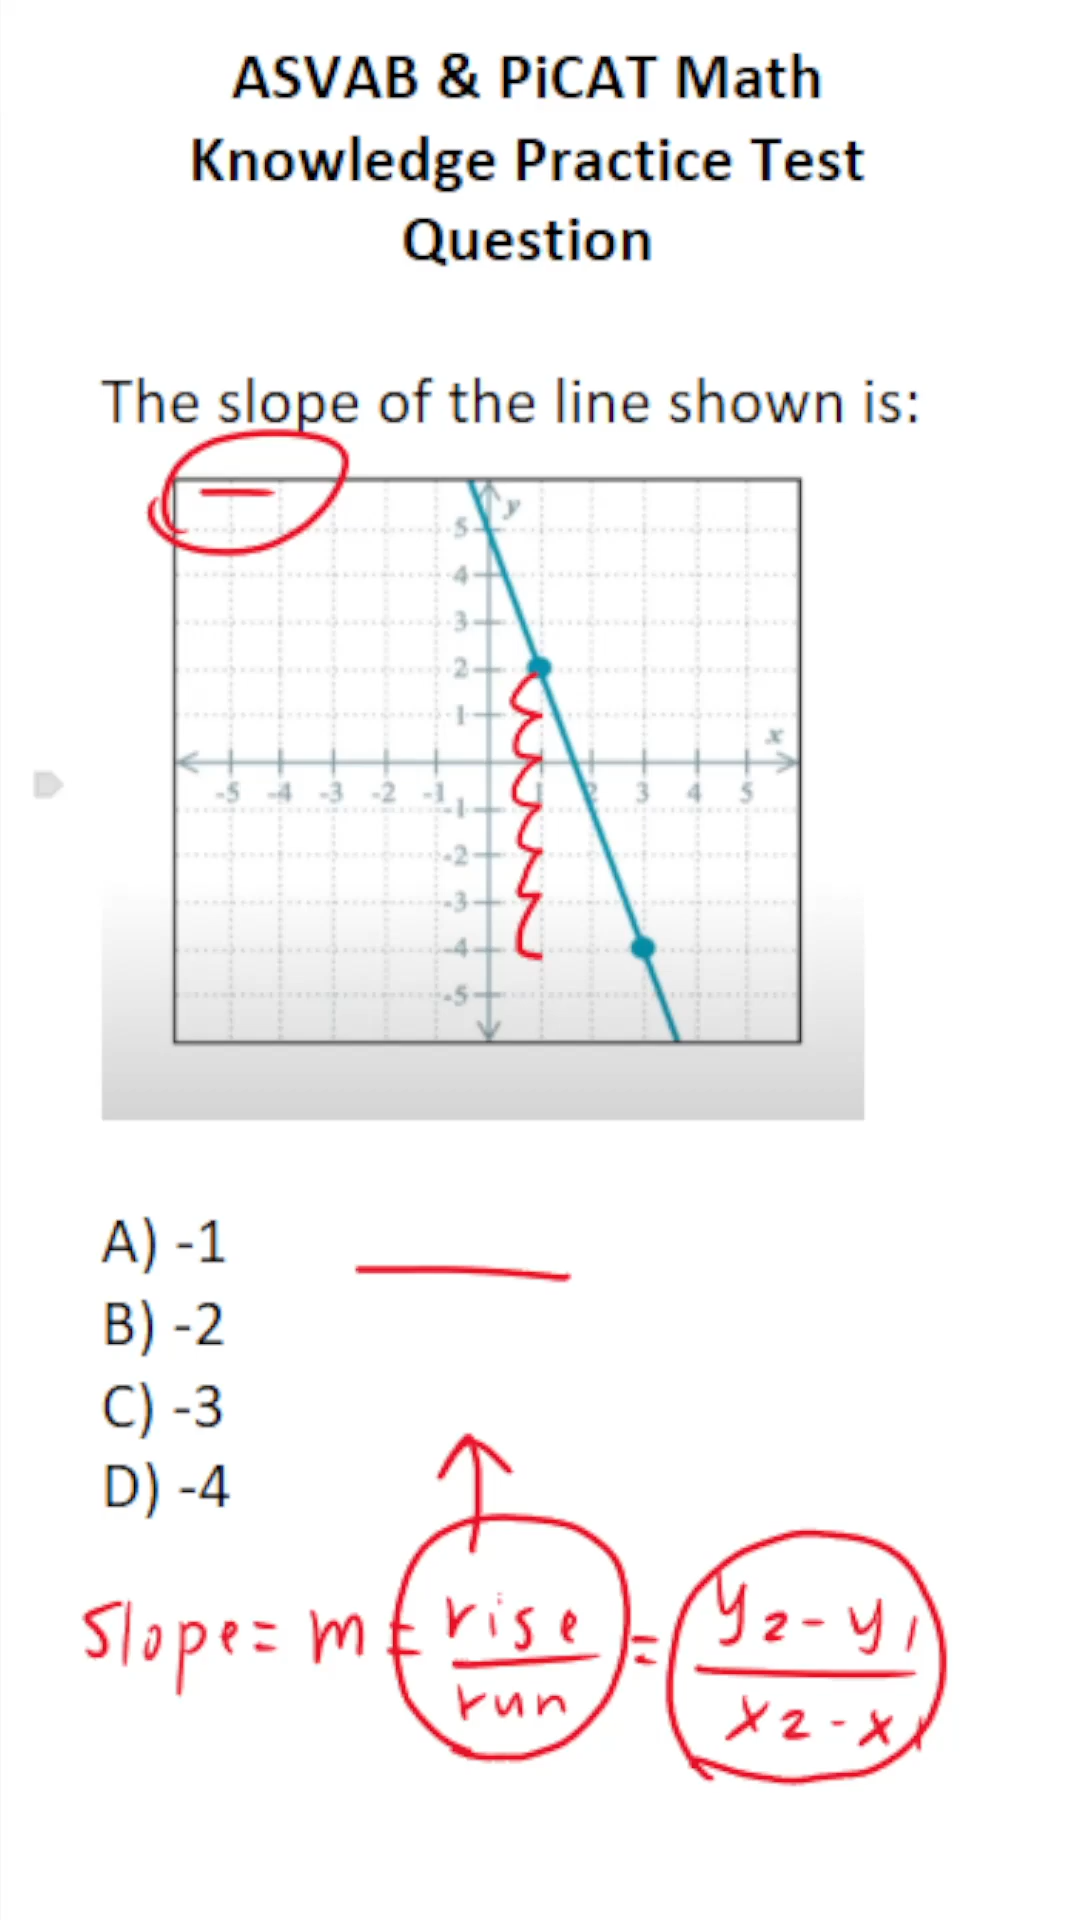 ASVAB & PiCAT Math
Knowledge Practice Test
Question
The slope of the line shown is:
y
5
4
3
2
1
x
-5 -4 -3 -2 -1 1 2 3 4 5
-1
-2
-3
-4
-5
A) -1
B) -2
C) -3
D) -4
Slope = m = rise / run = y2 - y1 / x2 - x1